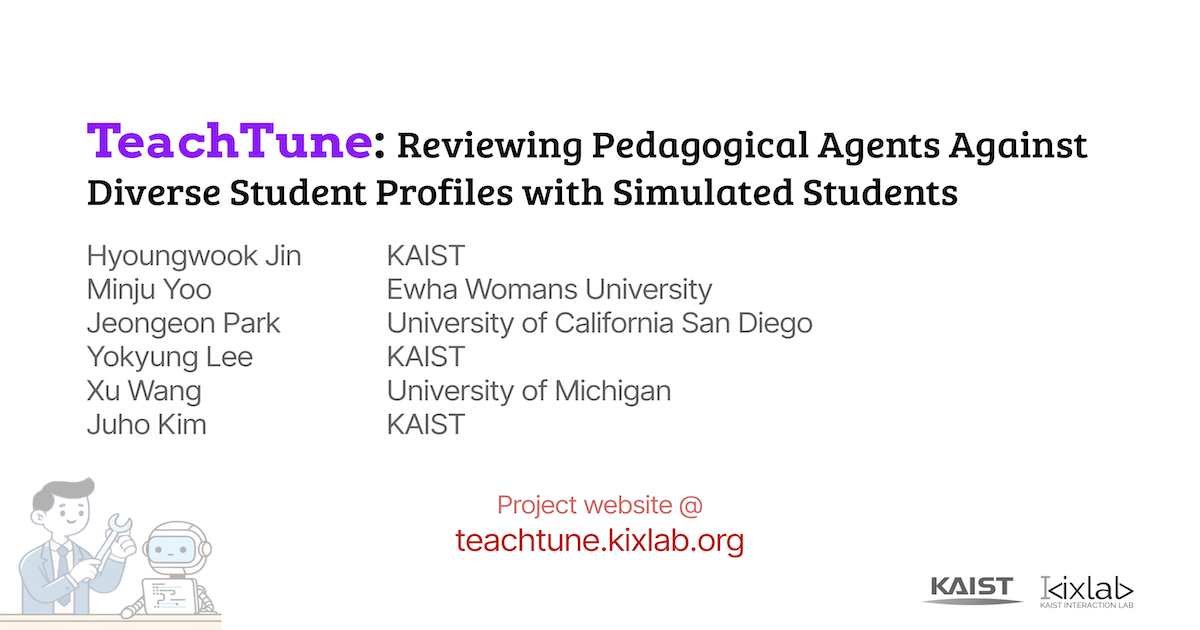 TeachTune: Reviewing Pedagogical Agents Against
Diverse Student Profiles with Simulated Students
Hyoungwook Jin KAIST
Minju Yoo Ewha Womans University
Jeongeon Park University of California San Diego
Yokyung Lee KAIST
Xu Wang University of Michigan
Juho Kim KAIST
Project website @
teachtune.kixlab.org
KAIST
kixlab
KAIST INTERACTION LAB